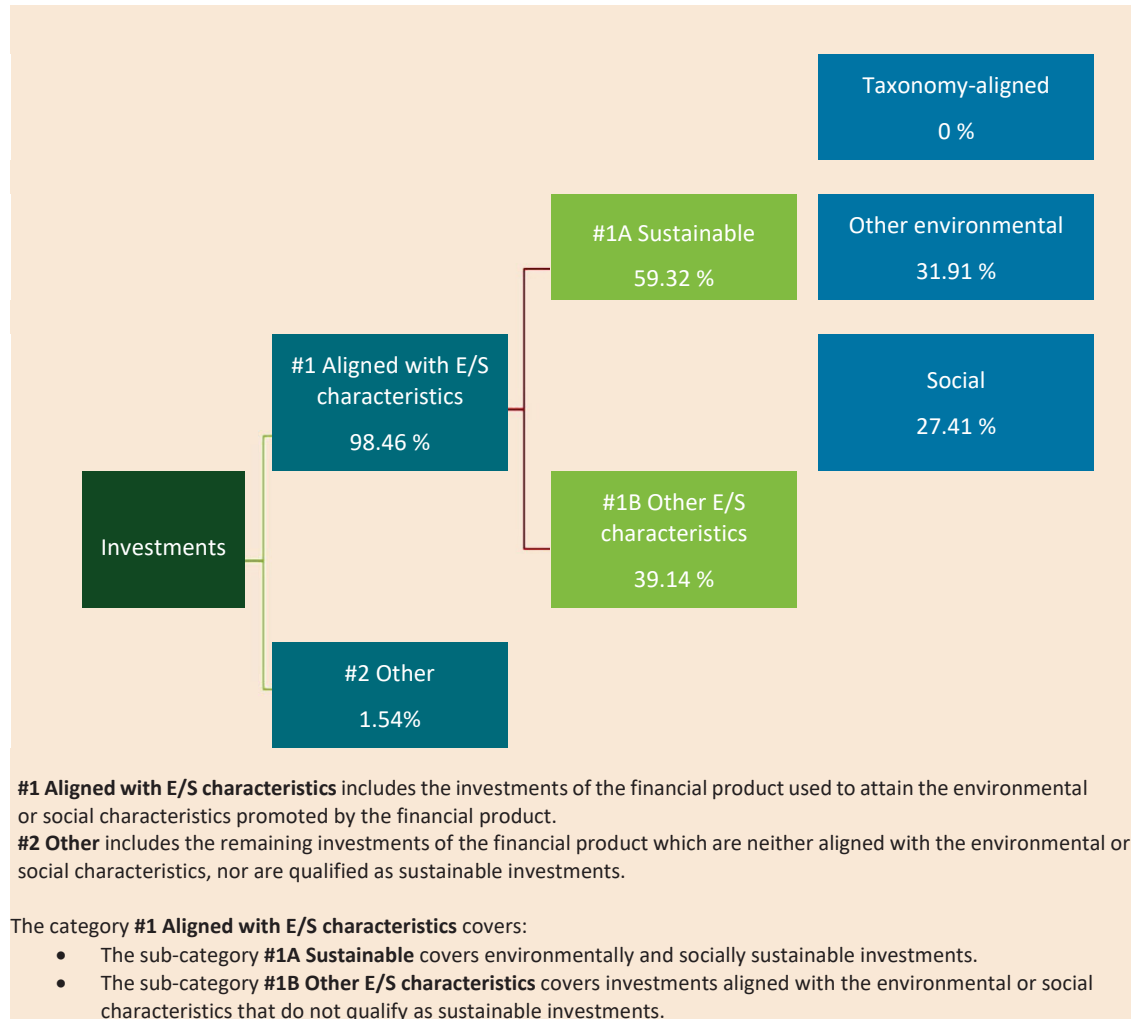 Taxonomy-aligned
0 %
#1A Sustainable
59.32 %
Other environmental
31.91 %
#1 Aligned with E/S
characteristics
98.46 %
Social
27.41 %
Investments
#1B Other E/S
characteristics
39.14 %
#2 Other
1.54%
#1 Aligned with E/S characteristics includes the investments of the financial product used to attain the environmental
or social characteristics promoted by the financial product.
#2 Other includes the remaining investments of the financial product which are neither aligned with the environmental or
social characteristics, nor are qualified as sustainable investments.
The category #1 Aligned with E/S characteristics covers:
• The sub-category #1A Sustainable covers environmentally and socially sustainable investments.
• The sub-category #1B Other E/S characteristics covers investments aligned with the environmental or social
characteristics that do not qualify as sustainable investments.